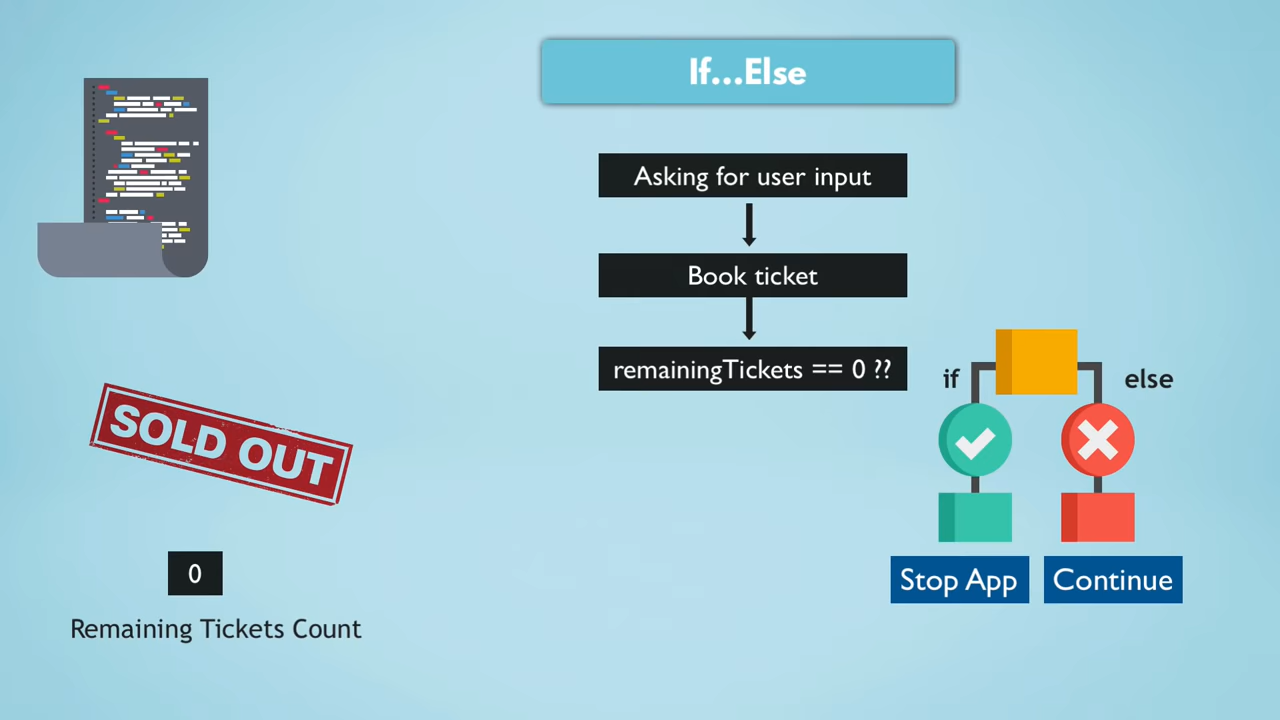 If...Else
Asking for user input
Book ticket
remainingTickets == 0 ??
if
else
SOLD OUT
Stop App
Continue
0
Remaining Tickets Count